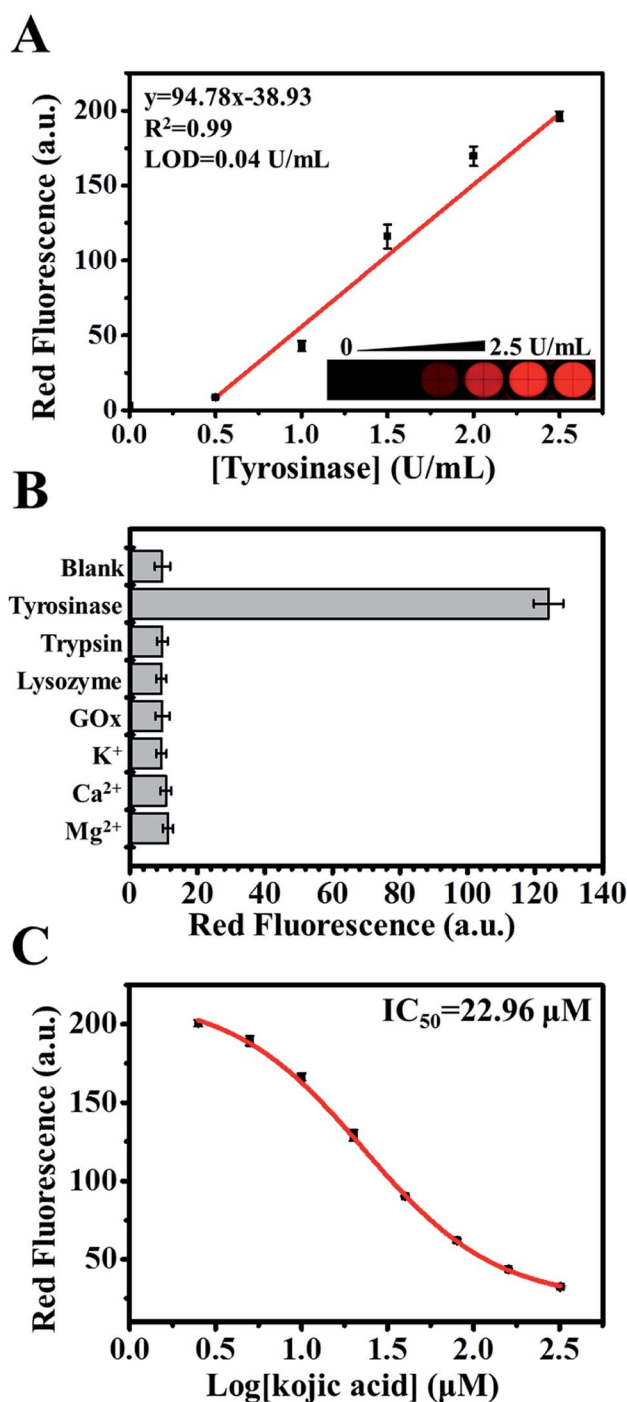 A
y=94.78x-38.93
R²=0.99
LOD=0.04 U/mL
Red Fluorescence (a.u.)
200
150
100
50
0
0 2.5 U/mL
0.0 0.5 1.0 1.5 2.0 2.5
[Tyrosinase] (U/mL)
B
Blank
Tyrosinase
Trypsin
Lysozyme
GOx
K⁺
Ca²⁺
Mg²⁺
0 20 40 60 80 100 120 140
Red Fluorescence (a.u.)
C
IC₅₀=22.96 μM
Red Fluorescence (a.u.)
200
150
100
50
0.0 0.5 1.0 1.5 2.0 2.5
Log[kojic acid] (μM)